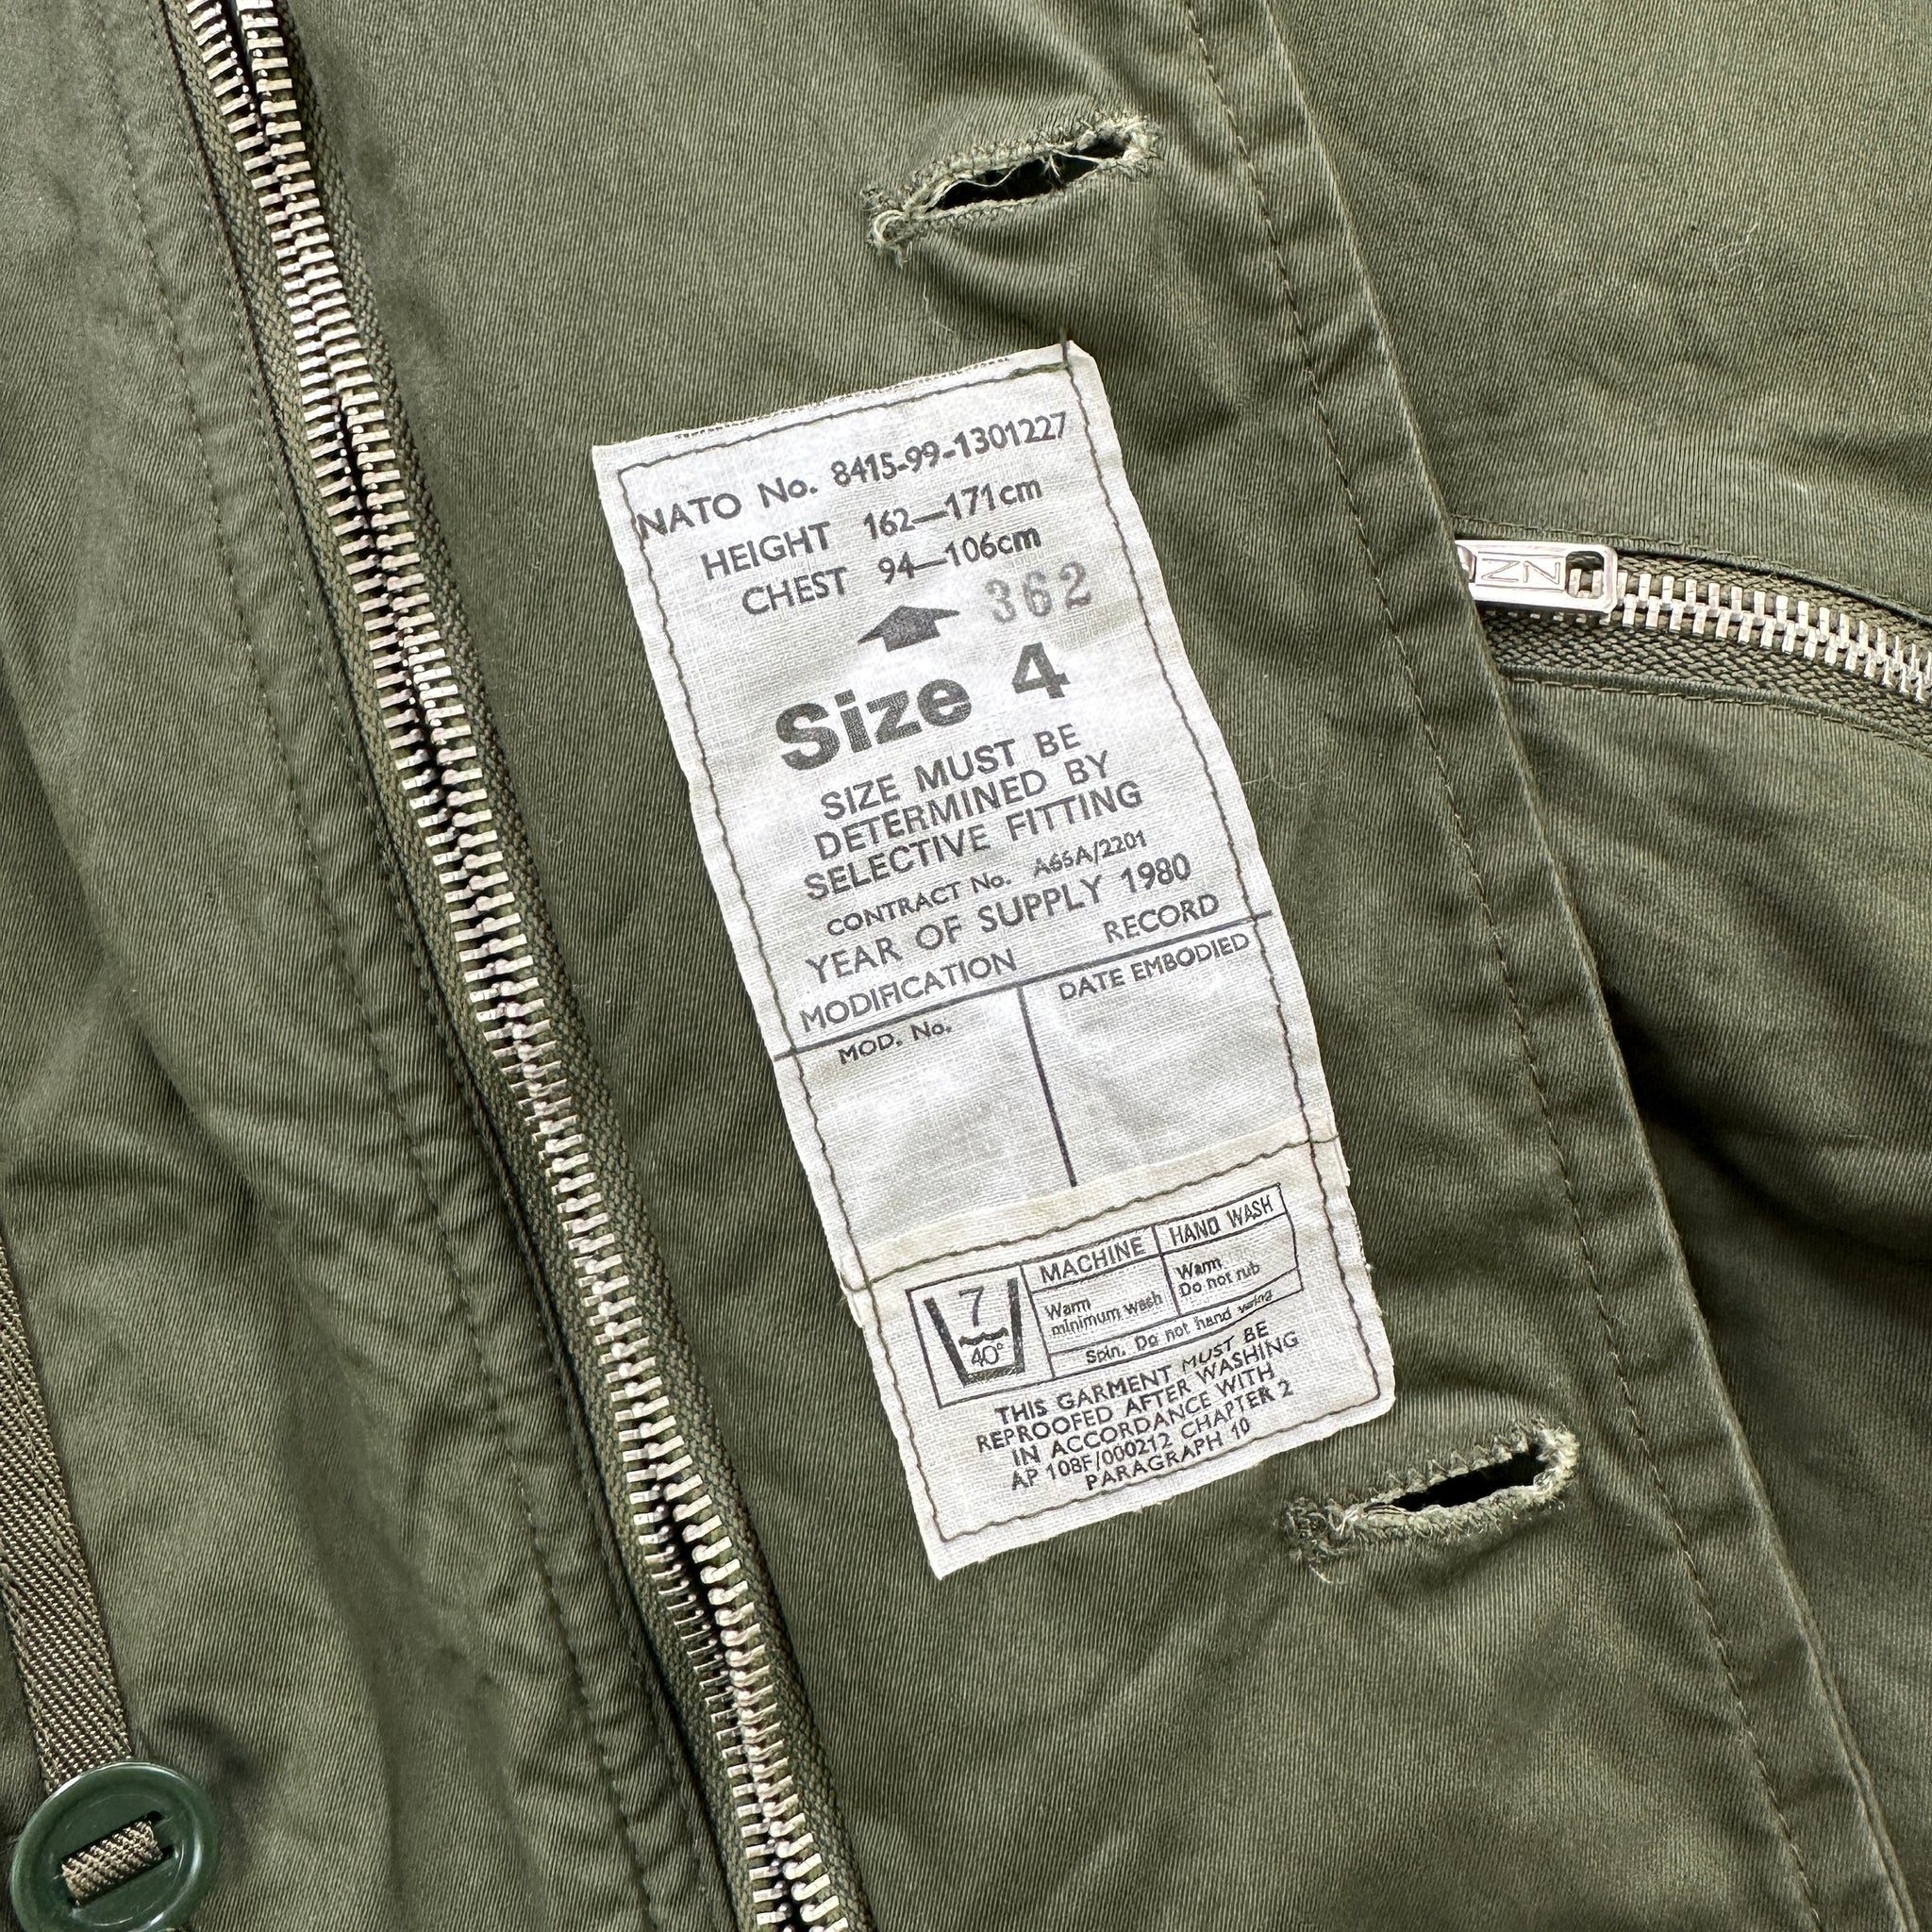 NATO No. 8415-99-1301227
HEIGHT 162—171cm
CHEST 94—106cm
362
Size 4
SIZE MUST BE
DETERMINED BY
SELECTIVE FITTING
CONTRACT No. A65A/2201
YEAR OF SUPPLY 1980
MODIFICATION RECORD
MOD. No. DATE EMBODIED
7 MACHINE HAND WASH
40° Warm minimum wash Warm Do not rub
Spin. Do not hand wring
THIS GARMENT MUST BE
REPROOFED AFTER WASHING
IN ACCORDANCE WITH
AP 108F/000212 CHAPTER 2
PARAGRAPH 10